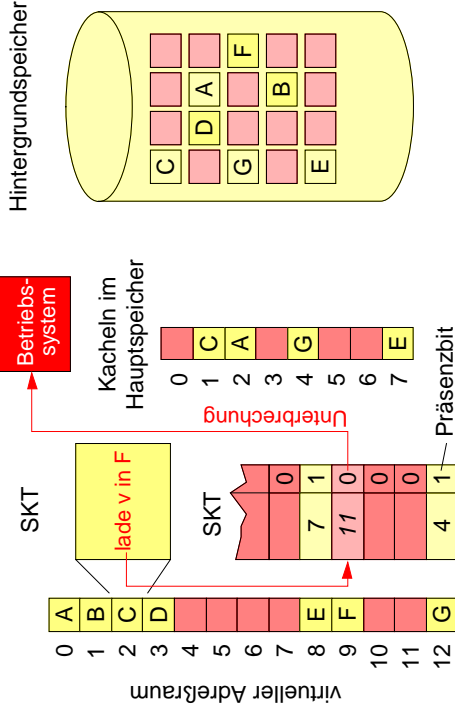 virtueller Adreßraum
0 A
1 B
2 C
3 D
4
5
6
7
8 E
9 F
10
11
12 G
SKT
lade v in F
SKT
0
7 1
11 0
0
0
4 1
Präsenzbit
Unterbrechung
Betriebs-
system
Kacheln im
Hauptspeicher
0
1 C
2 A
3
4 G
5
6
7 E
Hintergrundspeicher
C
D A
G F
B
E